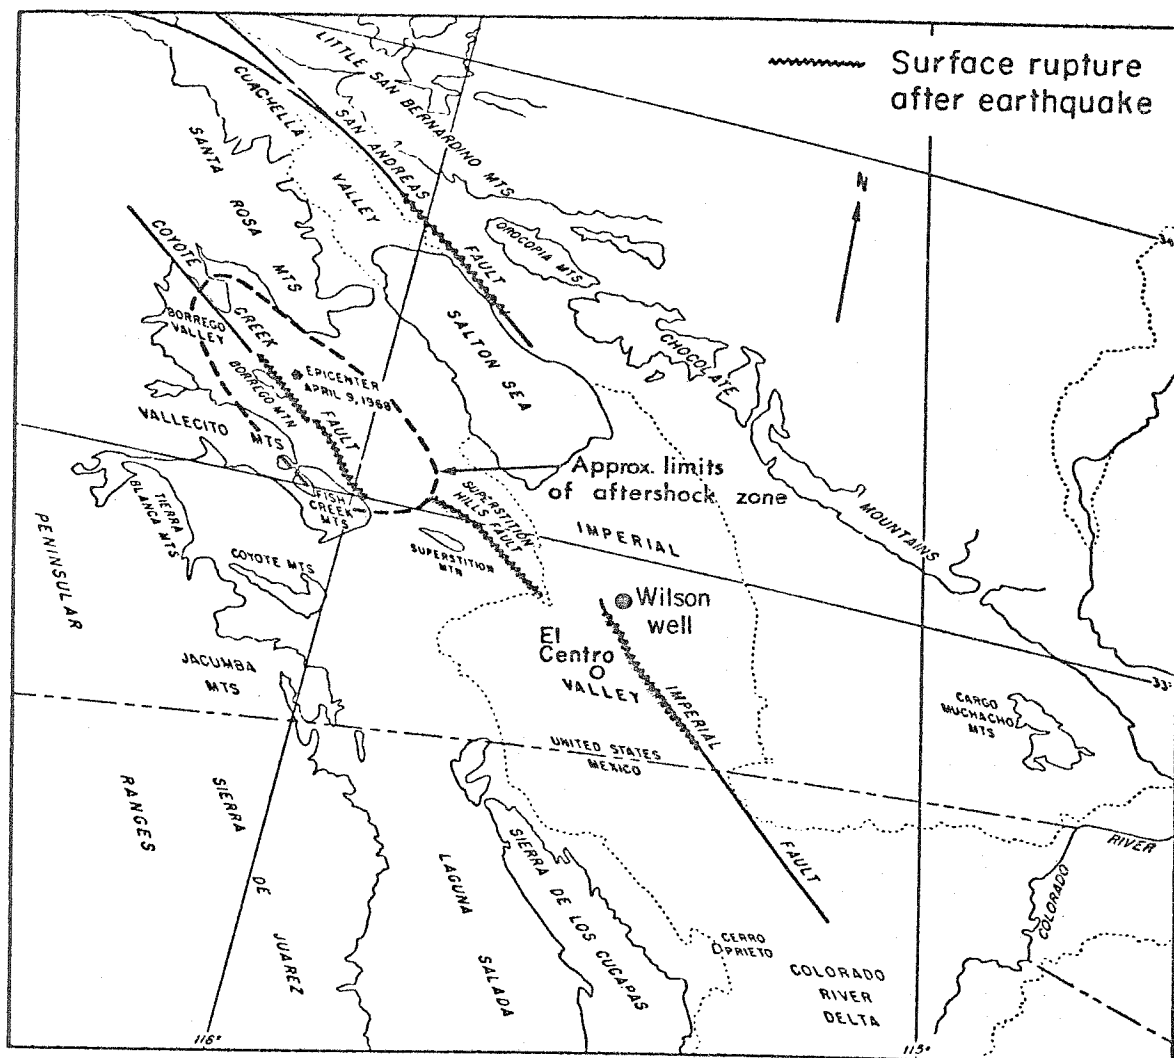 Surface rupture
after earthquake
LITTLE SAN BERNARDINO MTS
CUACHELLA
VALLEY
SAN ANDREAS
FAULT
SANTA
ROSA
MTS
N
OROCOPIA MTS
COYOTE
CREEK
FAULT
BORREGO
VALLEY
SALTON SEA
CHOCOLATE
MOUNTAINS
EPICENTER
APRIL 9, 1968
BORREGO MTN
VALLECITO MTS
Approx. limits
of aftershock zone
TIERRA
BLANCA MTS
FISH
CREEK
MTS
SUPERSTITION
HILLS FAULT
IMPERIAL
PENINSULAR
COYOTE MTS
SUPERSTITION
MTN
Wilson
well
El
Centro
VALLEY
IMPERIAL
JACUMBA
MTS
33°
CARGO
MUCHACHO
MTS
UNITED STATES
MEXICO
RANGES
SIERRA
RIVER
FAULT
COLORADO
LAGUNA
SIERRA DE LOS CUCAPAS
DE
CERRO
PRIETO
JUAREZ
SALADA
COLORADO
RIVER
DELTA
116°
115°